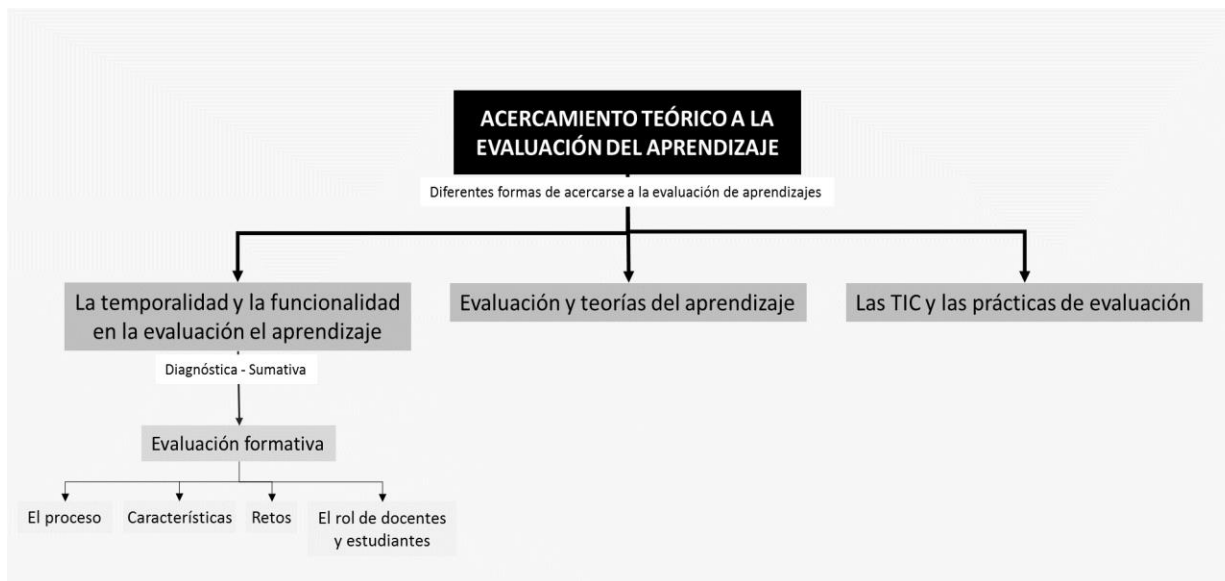 ACERCAMIENTO TEÓRICO A LA
EVALUACIÓN DEL APRENDIZAJE
Diferentes formas de acercarse a la evaluación de aprendizajes
La temporalidad y la funcionalidad
en la evaluación el aprendizaje
Evaluación y teorías del aprendizaje
Las TIC y las prácticas de evaluación
Diagnóstica - Sumativa
Evaluación formativa
El proceso
Características
Retos
El rol de docentes
y estudiantes